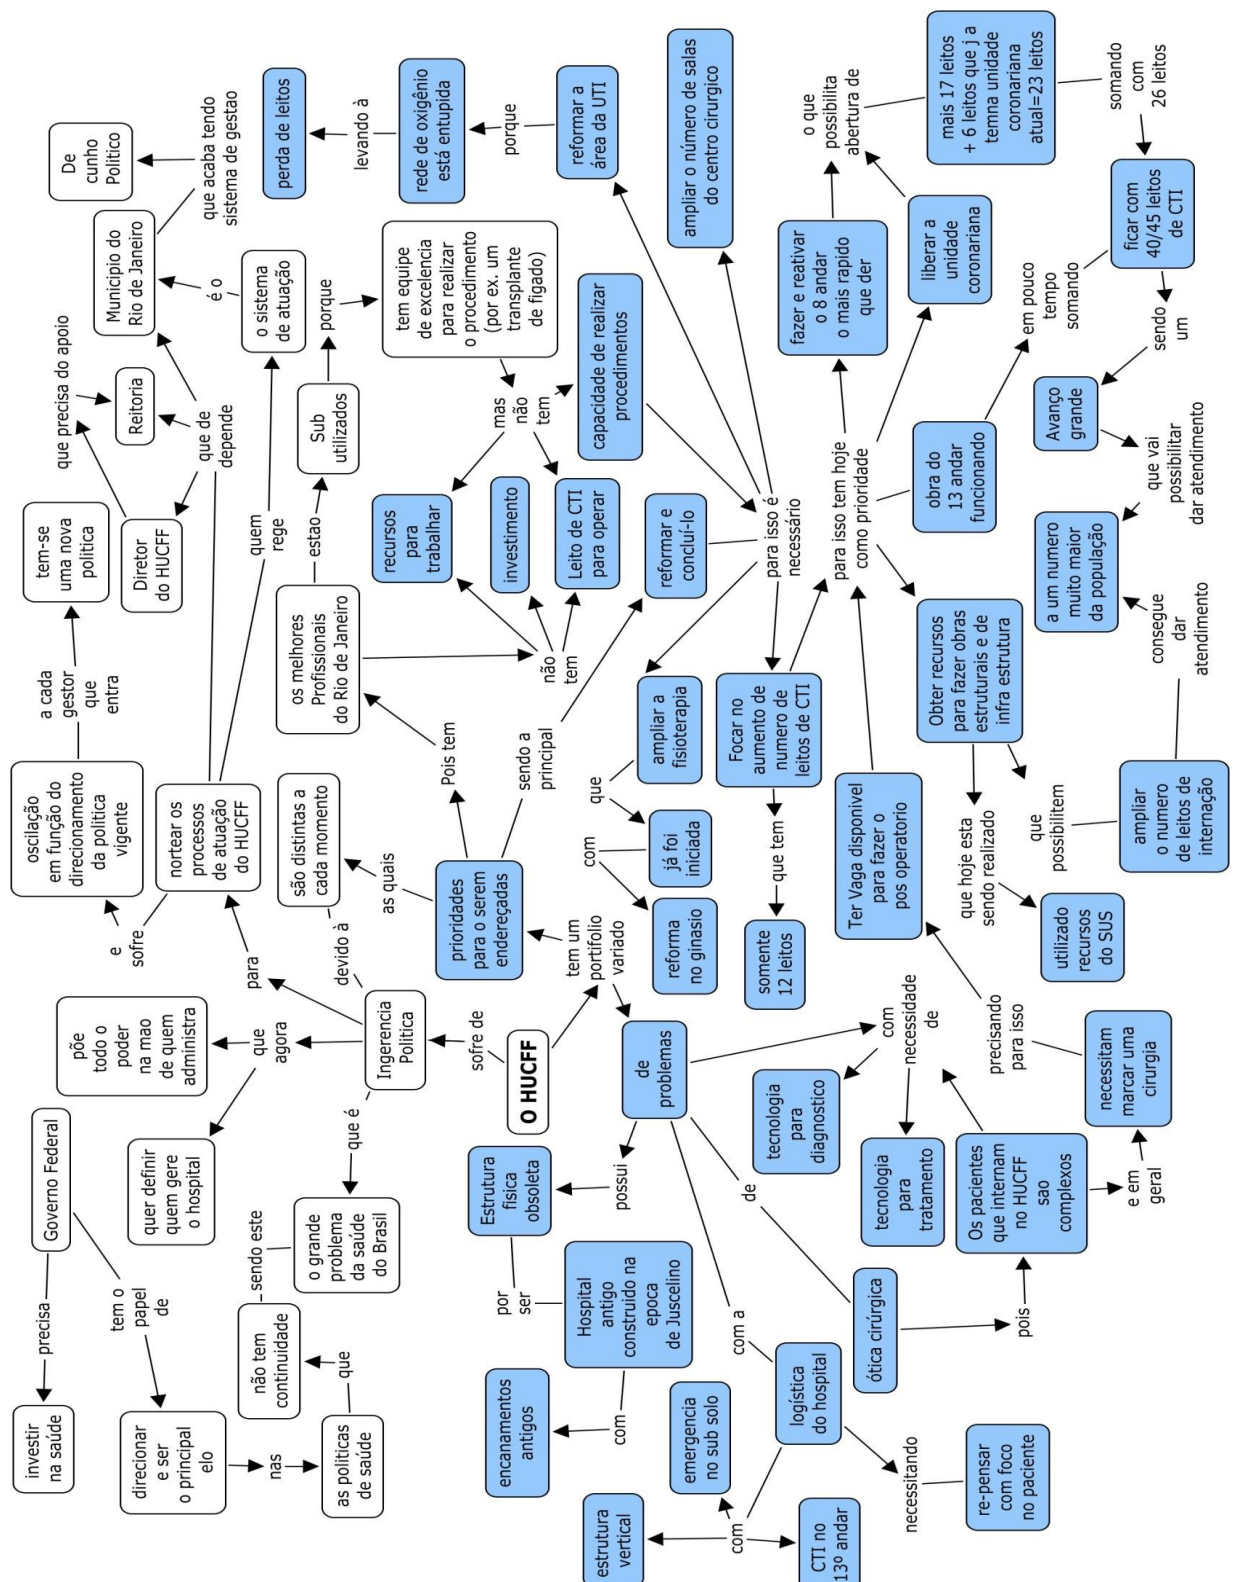 investir
na saúde
precisa
Governo Federal
tem o
papel
de
direcionar
e ser
o principal
elo
nas
as politicas
de saúde
que
não tem
continuidade
sendo este
o grande
problema
da saúde
do Brasil
que é
Ingerencia
Politica
quer definir
quem gere
o hospital
que
agora
põe
todo o
poder
na mao
de quem
administra
para
e
sofre
oscilação
em função do
direcionamento
da politica
vigente
a cada
gestor
que
entra
tem-se
uma nova
politica
nortear os
processos
de atuação
do HUCFF
que de
depende
Diretor
do HUCFF
que precisa do apoio
Reitoria
Municipio do
Rio de Janeiro
que acaba tendo
sistema de gestao
De
cunho
Politico
quem
rege
o sistema
de atuação
é o
devido à
são distintas a
cada momento
as quais
sofre de
O HUCFF
tem um
portifolio
variado
prioridades
para o serem
endereçadas
Pois tem
os melhores
Profissionais
do Rio de Janeiro
estao
Sub
utilizados
porque
tem equipe
de excelencia
para realizar
o procedimento
(por ex. um
transplante
de figado)
mas
não
tem
não
tem
recursos
para
trabalhar
investimento
Leito de CTI
para operar
capacidade de realizar
procedimentos
sendo a
principal
reformar e
concluí-lo
para isso é
necessário
reformar a
área da UTI
porque
rede de oxigênio
está entupida
levando à
perda de leitos
ampliar o número de salas
do centro cirurgico
ampliar a
fisioterapia
que
já foi
iniciada
com
reforma
no ginasio
Focar no
aumento de
numero de
leitos de CTI
que tem
somente
12 leitos
de
problemas
possui
Estrutura
fisica
obsoleta
por
ser
Hospital
antigo
construido na
epoca
de Juscelino
com
encanamentos
antigos
com a
logística
do hospital
com
estrutura
vertical
emergencia
no sub solo
CTI no
13º andar
necessitando
re-pensar
com foco
no paciente
de
ótica cirúrgica
pois
Os pacientes
que internam
no HUCFF
sao
complexos
com
necessidade
de
tecnologia
para
diagnostico
tecnologia
para
tratamento
e em
geral
necessitam
marcar uma
cirurgia
precisando
para isso
Ter Vaga disponivel
para fazer o
pos operatorio
para isso tem hoje
como prioridade
fazer e reativar
o 8 andar
o mais rapido
que der
liberar a
unidade
coronariana
o que
possibilita
abertura de
mais 17 leitos
+ 6 leitos que j a
temna unidade
coronariana
atual=23 leitos
somando
com
26 leitos
obra do
13 andar
funcionando
em pouco
tempo
somando
ficar com
40/45 leitos
de CTI
sendo
um
Avanço
grande
que vai
possibilitar
dar atendimento
a um numero
muito maior
da população
Obter recursos
para fazer obras
estruturais e de
infra estrutura
que hoje esta
sendo realizado
utilizado
recursos
do SUS
que
possibilitem
ampliar
o numero
de leitos de
internação
consegue
dar
atendimento